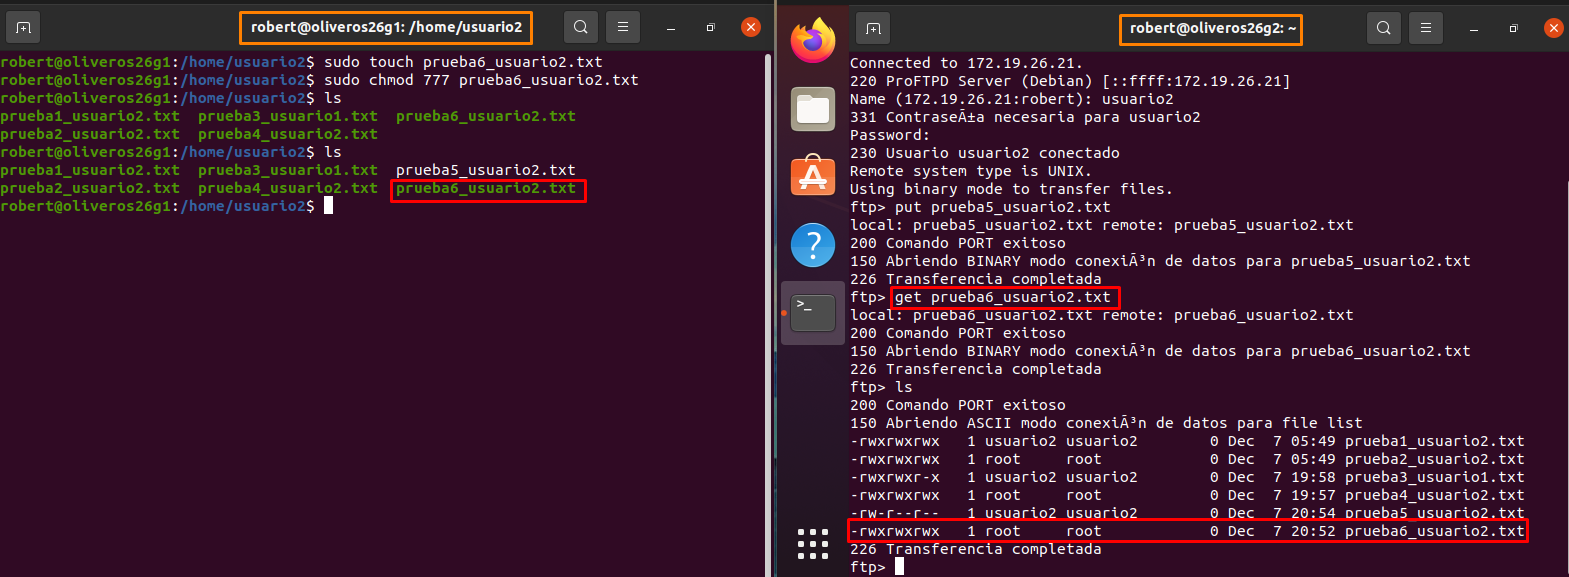 robert@oliveros26g1: /home/usuario2
robert@oliveros26g1:/home/usuario2$ sudo touch prueba6_usuario2.txt
robert@oliveros26g1:/home/usuario2$ sudo chmod 777 prueba6_usuario2.txt
robert@oliveros26g1:/home/usuario2$ ls
prueba1_usuario2.txt  prueba3_usuario1.txt  prueba6_usuario2.txt
prueba2_usuario2.txt  prueba4_usuario2.txt
robert@oliveros26g1:/home/usuario2$ ls
prueba1_usuario2.txt  prueba3_usuario1.txt  prueba5_usuario2.txt
prueba2_usuario2.txt  prueba4_usuario2.txt  prueba6_usuario2.txt
robert@oliveros26g1:/home/usuario2$
robert@oliveros26g2: ~
Connected to 172.19.26.21.
220 ProFTPD Server (Debian) [::ffff:172.19.26.21]
Name (172.19.26.21:robert): usuario2
331 ContraseÃ±a necesaria para usuario2
Password:
230 Usuario usuario2 conectado
Remote system type is UNIX.
Using binary mode to transfer files.
ftp> put prueba5_usuario2.txt
local: prueba5_usuario2.txt remote: prueba5_usuario2.txt
200 Comando PORT exitoso
150 Abriendo BINARY modo conexiÃ³n de datos para prueba5_usuario2.txt
226 Transferencia completada
ftp> get prueba6_usuario2.txt
local: prueba6_usuario2.txt remote: prueba6_usuario2.txt
200 Comando PORT exitoso
150 Abriendo BINARY modo conexiÃ³n de datos para prueba6_usuario2.txt
226 Transferencia completada
ftp> ls
200 Comando PORT exitoso
150 Abriendo ASCII modo conexiÃ³n de datos para file list
-rwxrwxrwx   1 usuario2 usuario2        0 Dec  7 05:49 prueba1_usuario2.txt
-rwxrwxrwx   1 root     root            0 Dec  7 05:49 prueba2_usuario2.txt
-rwxrwxr-x   1 usuario2 usuario2        0 Dec  7 19:58 prueba3_usuario1.txt
-rwxrwxrwx   1 root     root            0 Dec  7 19:57 prueba4_usuario2.txt
-rw-r--r--   1 usuario2 usuario2        0 Dec  7 20:54 prueba5_usuario2.txt
-rwxrwxrwx   1 root     root            0 Dec  7 20:52 prueba6_usuario2.txt
226 Transferencia completada
ftp>